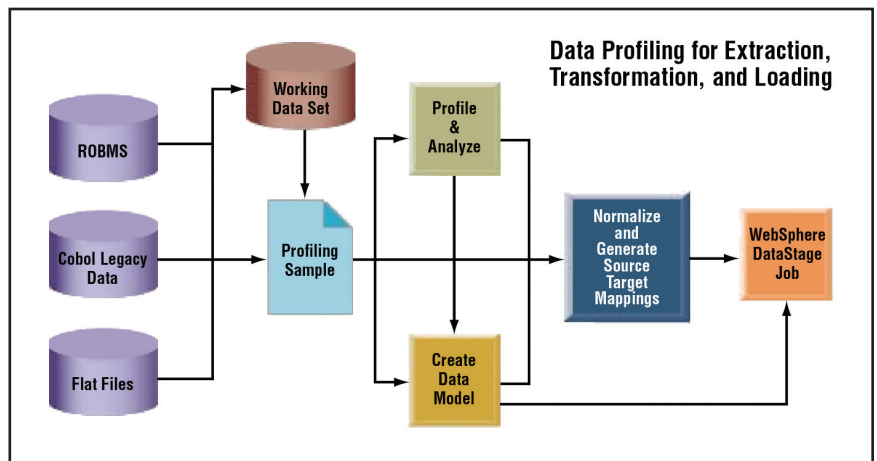 Data Profiling for Extraction,
Transformation, and Loading
Working
Data Set
ROBMS
Profile
&
Analyze
Cobol Legacy
Data
Profiling
Sample
Normalize
and
Generate
Source
Target
Mappings
WebSphere
DataStage
Job
Flat Files
Create
Data
Model